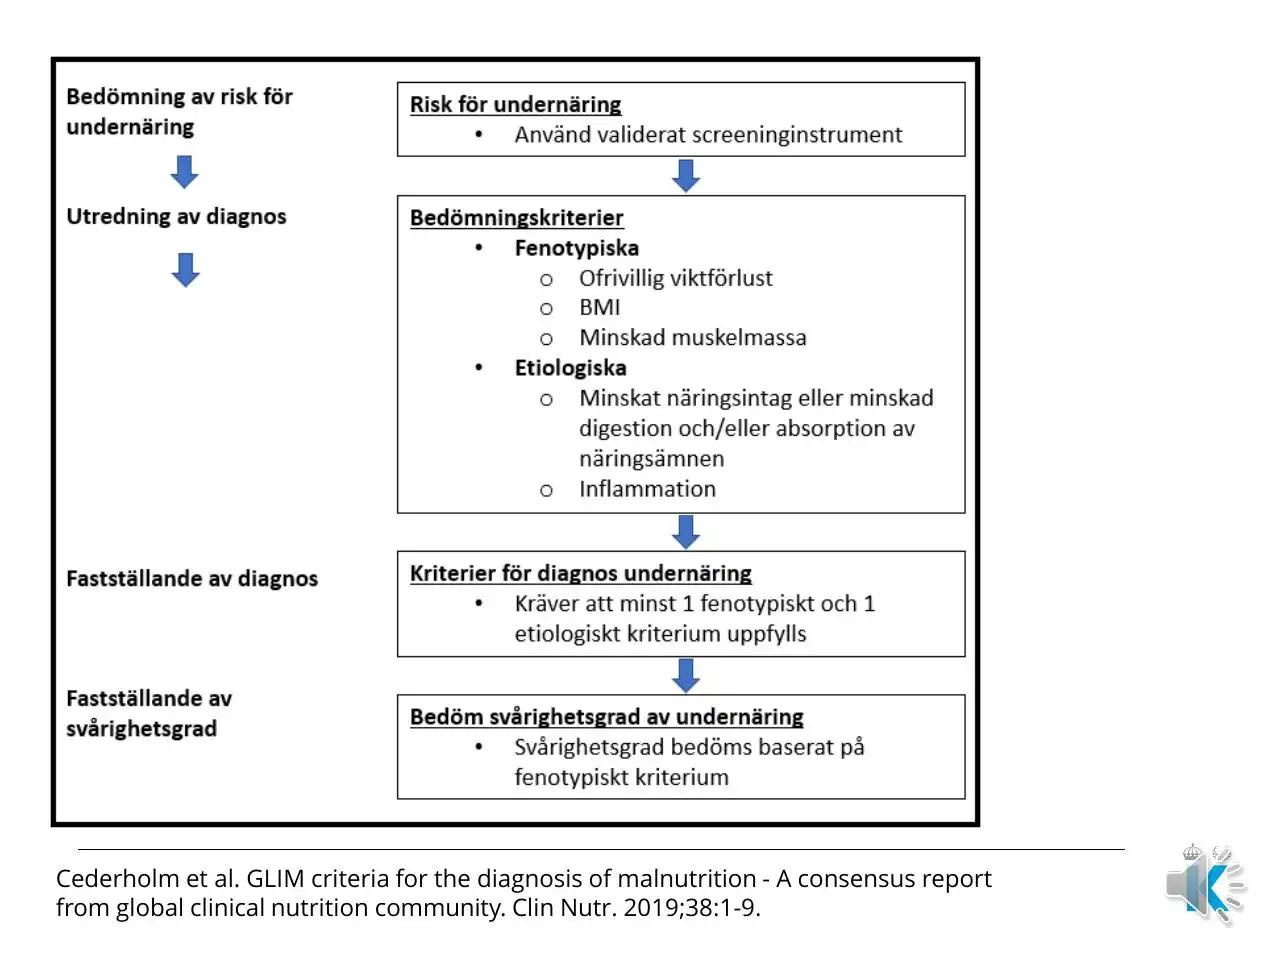 Bedömning av risk för
undernäring
Risk för undernäring
• Använd validerat screeninginstrument
Utredning av diagnos
Bedömningskriterier
• Fenotypiska
o Ofrivillig viktförlust
o BMI
o Minskad muskelmassa
• Etiologiska
o Minskat näringsintag eller minskad
digestion och/eller absorption av
näringsämnen
o Inflammation
Fastställande av diagnos
Kriterier för diagnos undernäring
• Kräver att minst 1 fenotypiskt och 1
etiologiskt kriterium uppfylls
Fastställande av
svårighetsgrad
Bedöm svårighetsgrad av undernäring
• Svårighetsgrad bedöms baserat på
fenotypiskt kriterium
Cederholm et al. GLIM criteria for the diagnosis of malnutrition - A consensus report
from global clinical nutrition community. Clin Nutr. 2019;38:1-9.
K